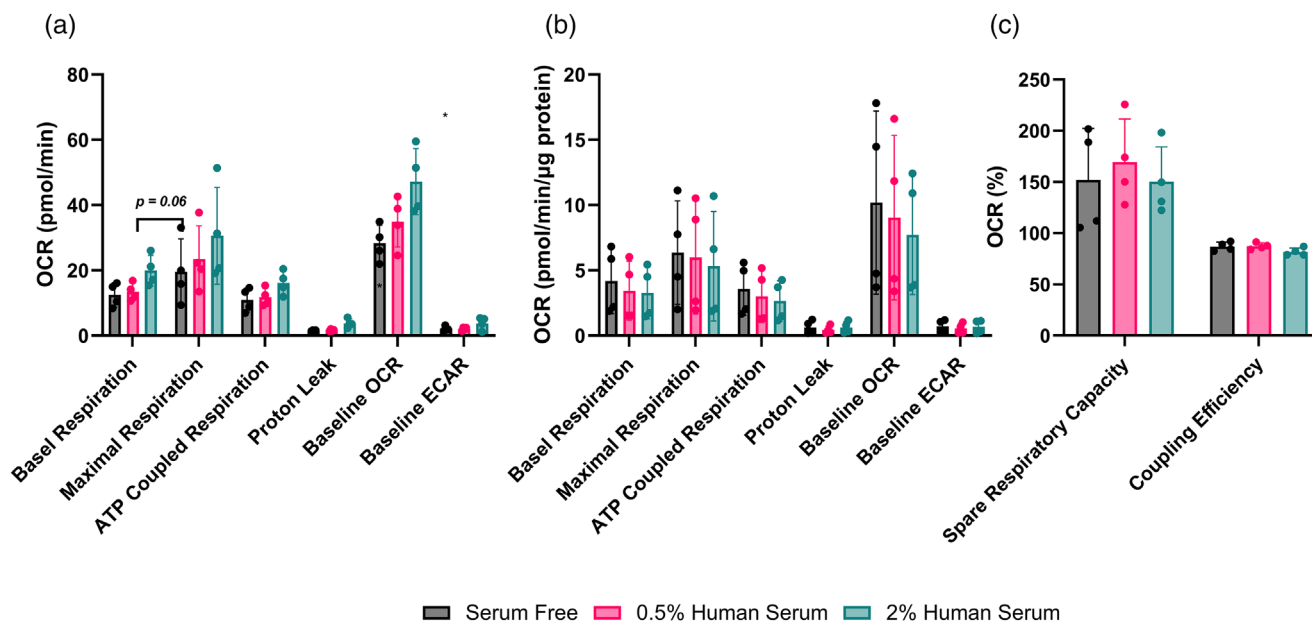 (a)
(b)
(c)
OCR (pmol/min)
80
60
40
20
0
*
p = 0.06
*
Basel Respiration
Maximal Respiration
ATP Coupled Respiration
Proton Leak
Baseline OCR
Baseline ECAR
OCR (pmol/min/µg protein)
20
15
10
5
0
Basel Respiration
Maximal Respiration
ATP Coupled Respiration
Proton Leak
Baseline OCR
Baseline ECAR
OCR (%)
250
200
150
100
50
0
Spare Respiratory Capacity
Coupling Efficiency
Serum Free 0.5% Human Serum 2% Human Serum